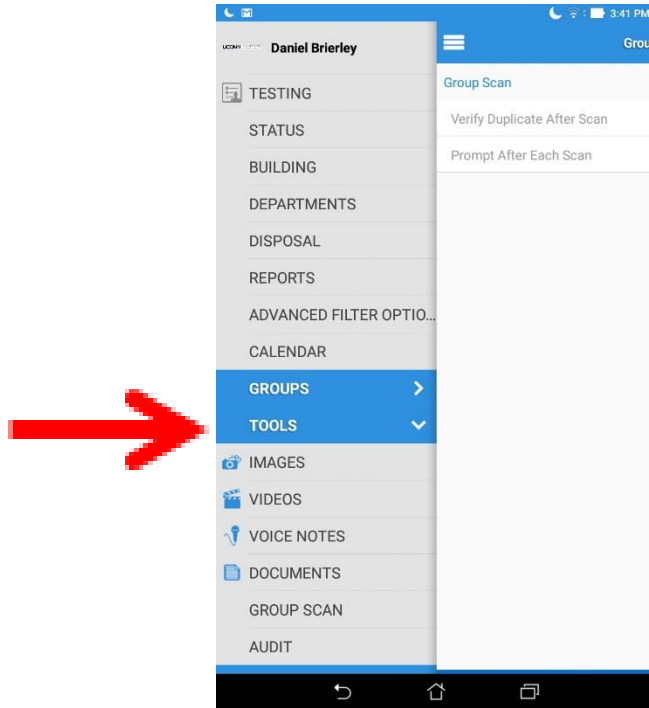 3:41 PM
Daniel Brierley
Grou
TESTING
Group Scan
STATUS
Verify Duplicate After Scan
BUILDING
Prompt After Each Scan
DEPARTMENTS
DISPOSAL
REPORTS
ADVANCED FILTER OPTIO...
CALENDAR
GROUPS
TOOLS
IMAGES
VIDEOS
VOICE NOTES
DOCUMENTS
GROUP SCAN
AUDIT